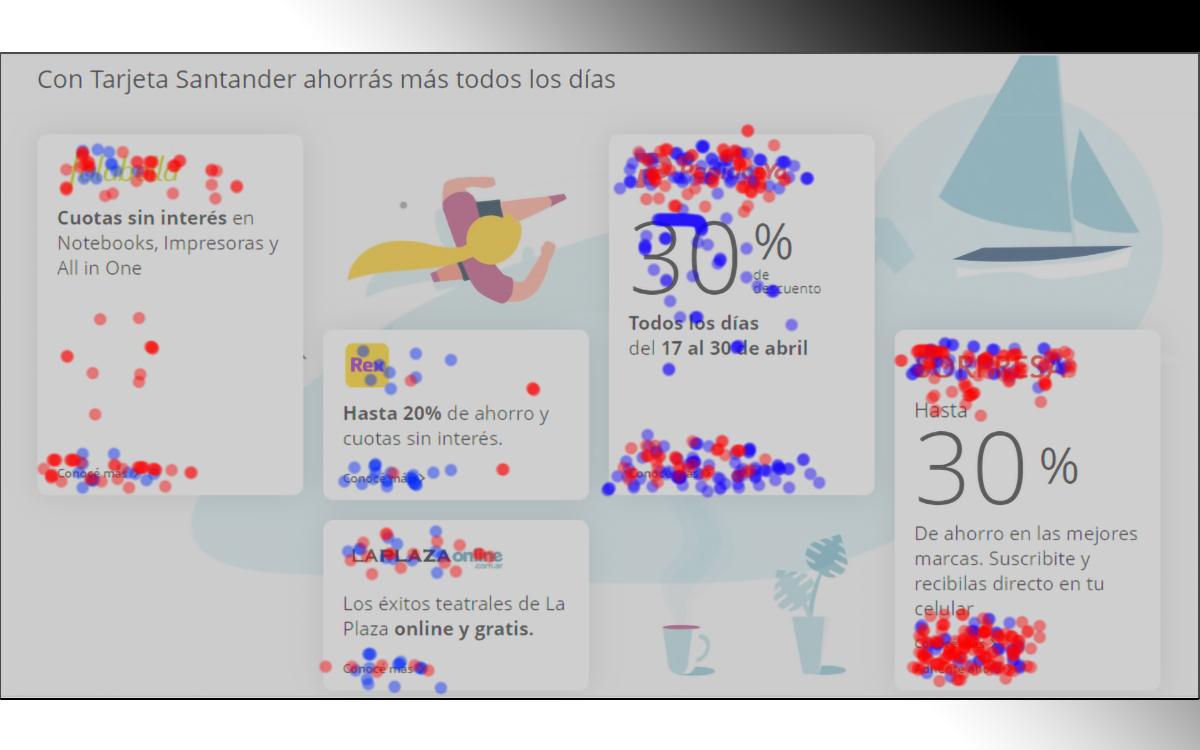 Con Tarjeta Santander ahorrás más todos los días
falabella
Cuotas sin interés en
Notebooks, Impresoras y
All in One
Conocé más
Rex
Hasta 20% de ahorro y
cuotas sin interés.
Conocé más
LAPLAZA online
.com.ar
Los éxitos teatrales de La
Plaza online y gratis.
Conocé más
PedidosYa
30%
de
descuento
Todos los días
del 17 al 30 de abril
Conocé más
SORPRESA
Hasta
30%
De ahorro en las mejores
marcas. Suscribite y
recibilas directo en tu
celular